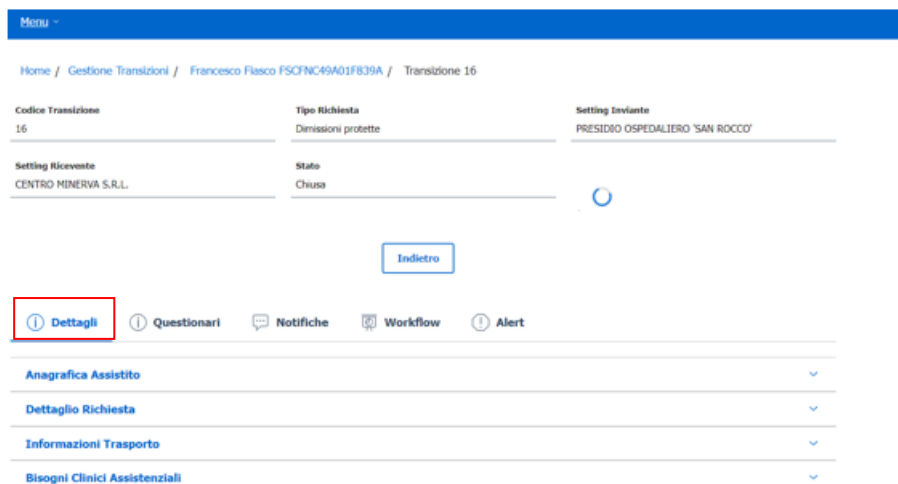 Menu
Home / Gestione Transizioni / Francesco Fiasco FSCFNC49A01F839A / Transizione 16
Codice Transizione Tipo Richiesta Setting Inviante
16 Dimissioni protette PRESIDIO OSPEDALIERO 'SAN ROCCO'
Setting Ricevente Stato
CENTRO MINERVA S.R.L. Chiusa
Indietro
Dettagli Questionari Notifiche Workflow Alert
Anagrafica Assistito
Dettaglio Richiesta
Informazioni Trasporto
Bisogni Clinici Assistenziali